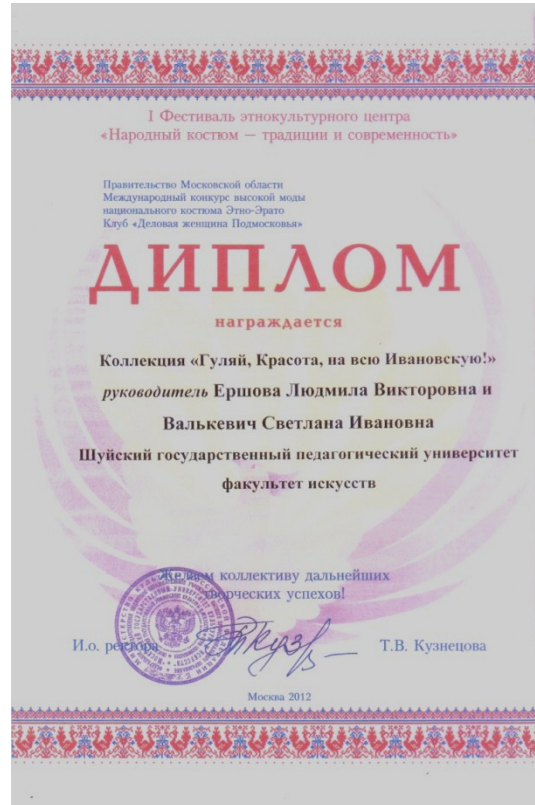 I Фестиваль этнокультурного центра
«Народный костюм — традиции и современность»
Правительство Московской области
Международный конкурс высокой моды
национального костюма Этно-Эрато
Клуб «Деловая женщина Подмосковья»
ДИПЛОМ
награждается
Коллекция «Гуляй, Красота, на всю Ивановскую!»
руководитель Ершова Людмила Викторовна и
Валькевич Светлана Ивановна
Шуйский государственный педагогический университет
факультет искусств
Желаем коллективу дальнейших
творческих успехов!
И.о. ректора Т.В. Кузнецова
Москва 2012